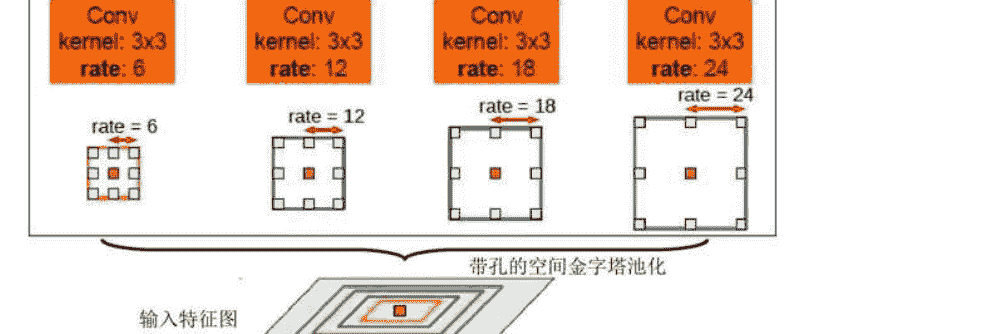 Conv
kernel: 3x3
rate: 6
Conv
kernel: 3x3
rate: 12
Conv
kernel: 3x3
rate: 18
Conv
kernel: 3x3
rate: 24
rate = 6
rate = 12
rate = 18
rate = 24
带孔的空间金字塔池化
输入特征图